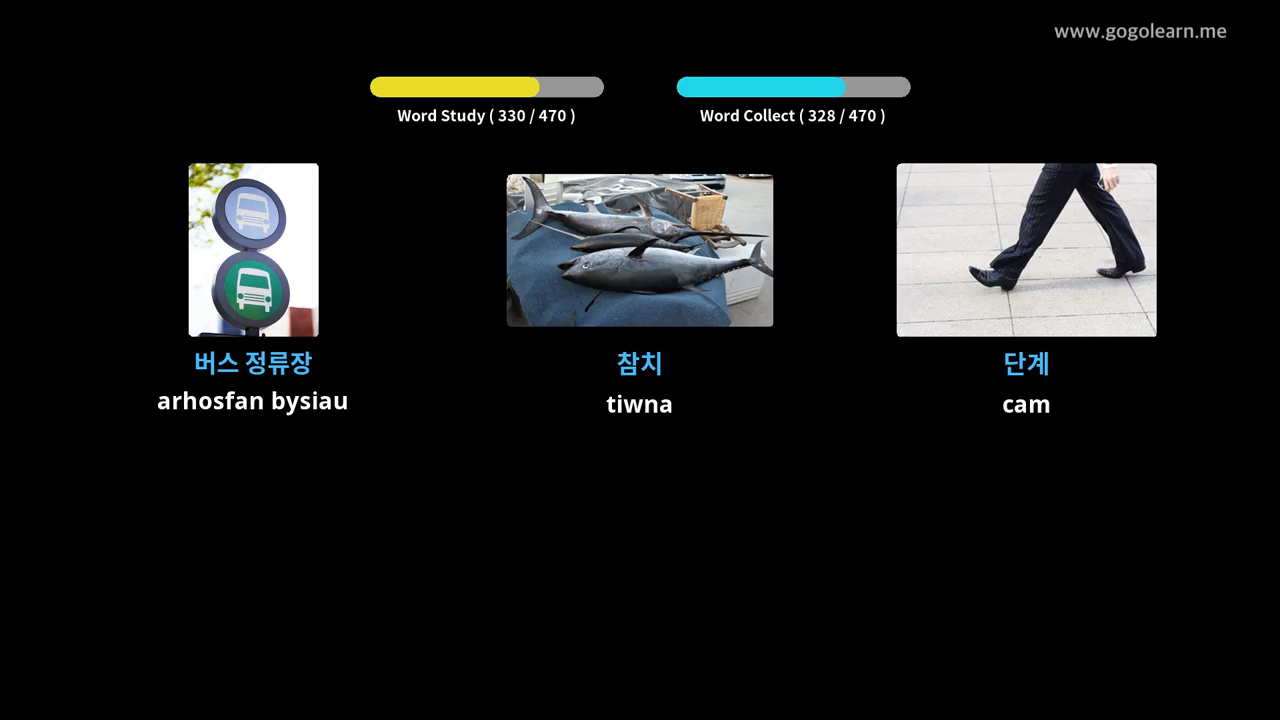 www.gogolearn.me
Word Study ( 330 / 470 )
Word Collect ( 328 / 470 )
버스 정류장
arhosfan bysiau
참치
tiwna
단계
cam